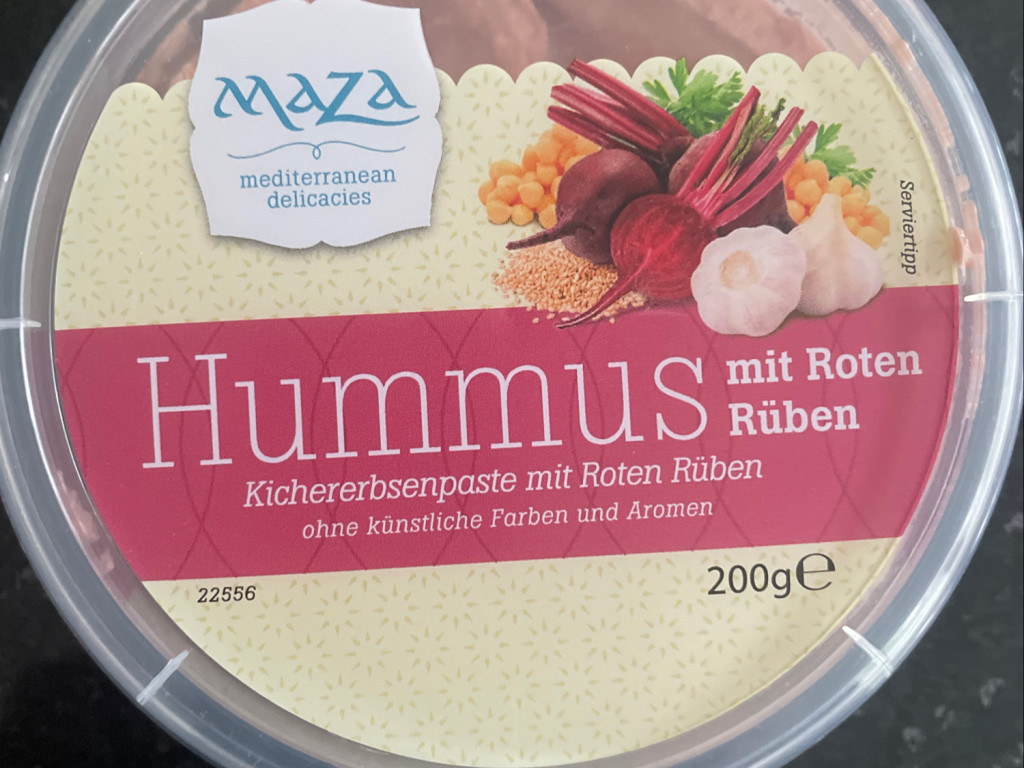 MAZA
mediterranean
delicacies
Serviertipp
Hummus
mit Roten
Rüben
Kichererbsenpaste mit Roten Rüben
ohne künstliche Farben und Aromen
22556
200g℮